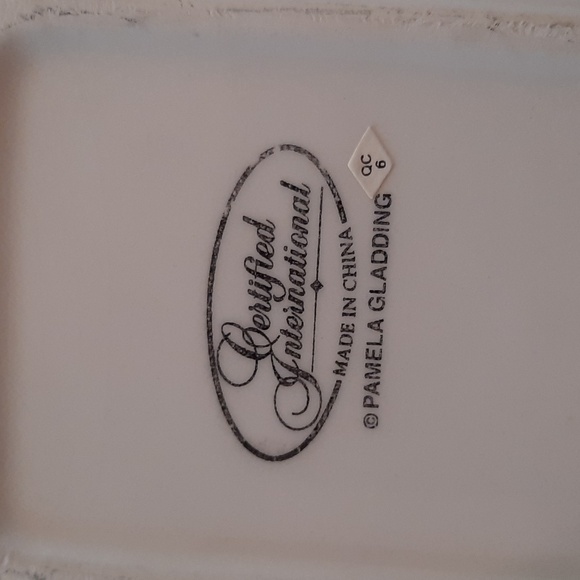 Certified
International
MADE IN CHINA
© PAMELA GLADDING
QC
6